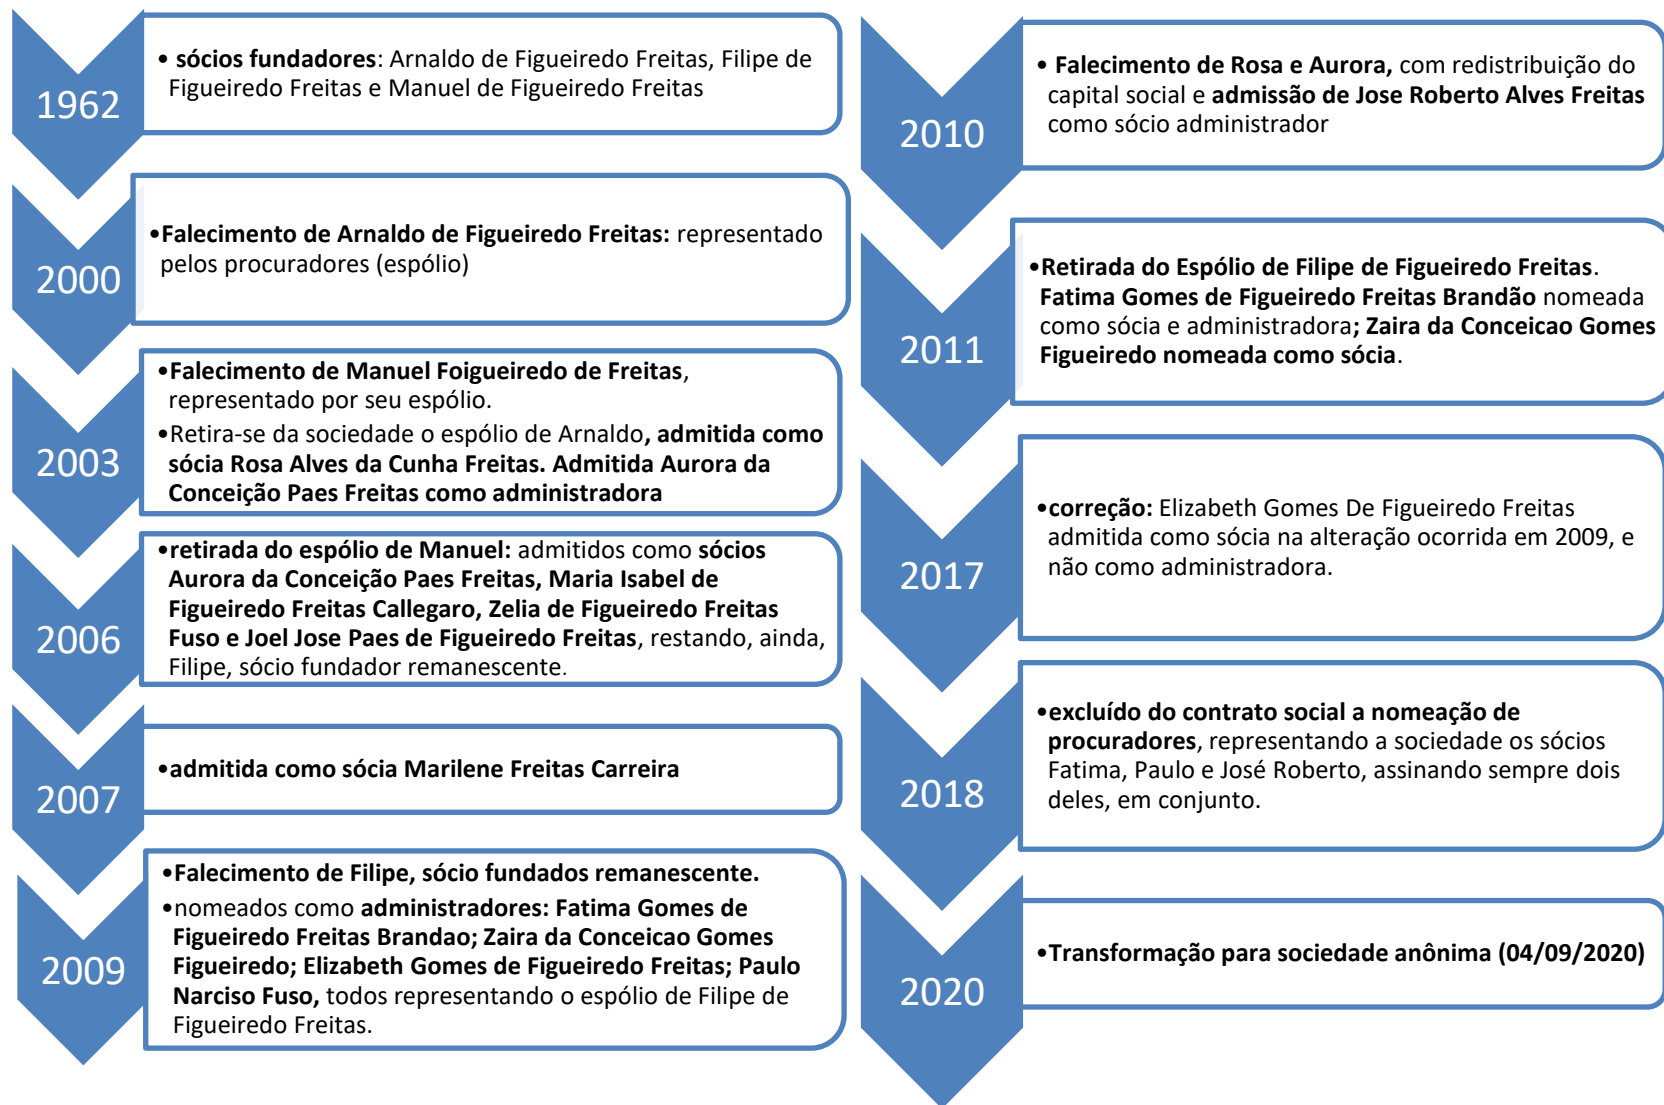 1962
• sócios fundadores: Arnaldo de Figueiredo Freitas, Filipe de
Figueiredo Freitas e Manuel de Figueiredo Freitas
2000
•Falecimento de Arnaldo de Figueiredo Freitas: representado
pelos procuradores (espólio)
2003
•Falecimento de Manuel Foigueiredo de Freitas,
representado por seu espólio.
•Retira-se da sociedade o espólio de Arnaldo, admitida como
sócia Rosa Alves da Cunha Freitas. Admitida Aurora da
Conceição Paes Freitas como administradora
2006
•retirada do espólio de Manuel: admitidos como sócios
Aurora da Conceição Paes Freitas, Maria Isabel de
Figueiredo Freitas Callegaro, Zelia de Figueiredo Freitas
Fuso e Joel Jose Paes de Figueiredo Freitas, restando, ainda,
Filipe, sócio fundador remanescente.
2007
•admitida como sócia Marilene Freitas Carreira
2009
•Falecimento de Filipe, sócio fundados remanescente.
•nomeados como administradores: Fatima Gomes de
Figueiredo Freitas Brandao; Zaira da Conceicao Gomes
Figueiredo; Elizabeth Gomes de Figueiredo Freitas; Paulo
Narciso Fuso, todos representando o espólio de Filipe de
Figueiredo Freitas.
2010
• Falecimento de Rosa e Aurora, com redistribuição do
capital social e admissão de Jose Roberto Alves Freitas
como sócio administrador
2011
•Retirada do Espólio de Filipe de Figueiredo Freitas.
Fatima Gomes de Figueiredo Freitas Brandão nomeada
como sócia e administradora; Zaira da Conceicao Gomes
Figueiredo nomeada como sócia.
2017
•correção: Elizabeth Gomes De Figueiredo Freitas
admitida como sócia na alteração ocorrida em 2009, e
não como administradora.
2018
•excluído do contrato social a nomeação de
procuradores, representando a sociedade os sócios
Fatima, Paulo e José Roberto, assinando sempre dois
deles, em conjunto.
2020
•Transformação para sociedade anônima (04/09/2020)